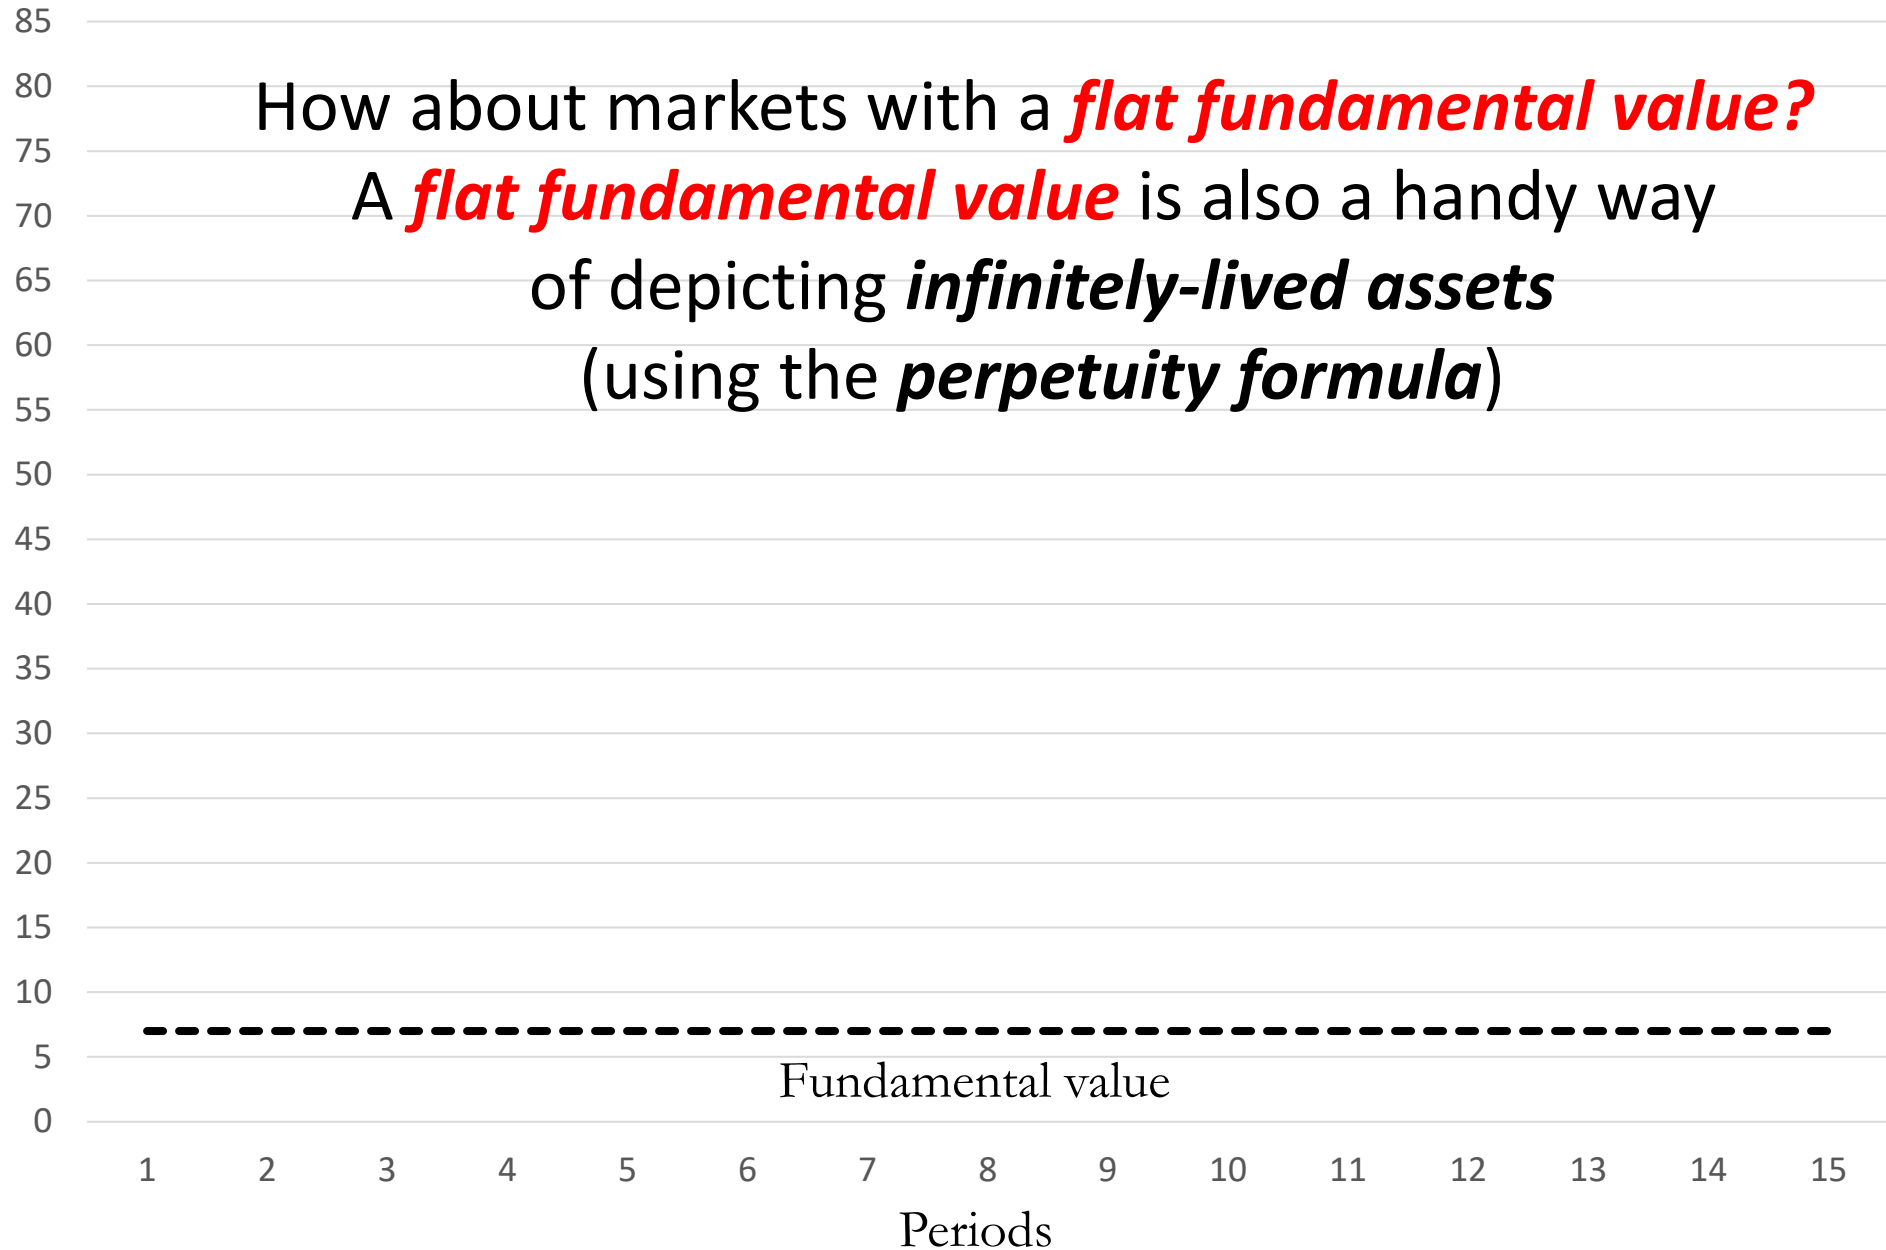 85
80
How about markets with a flat fundamental value?
75
A flat fundamental value is also a handy way
70
of depicting infinitely-lived assets
65
60
(using the perpetuity formula)
55
50
45
40
35
30
25
20
15
10
5
Fundamental value
0
1 2 3 4 5 6 7 8 9 10 11 12 13 14 15
Periods